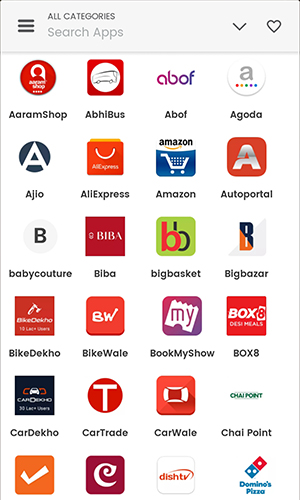 ALL CATEGORIES
Search Apps
aaram shop
abof
a
AaramShop AbhiBus Abof Agoda
AliExpress
amazon
A
Ajio AliExpress Amazon Autoportal
B
BIBA
bb
B
babycouture Biba bigbasket Bigbazar
BikeDekho
10 Lac+ Users
BW
my
BOX8
DESI MEALS
BikeDekho BikeWale BookMyShow BOX8
CARDEKHO
30 Lac+ Users
T
CHAI POINT
CarDekho CarTrade CarWale Chai Point
dishtv
Domino's
Pizza